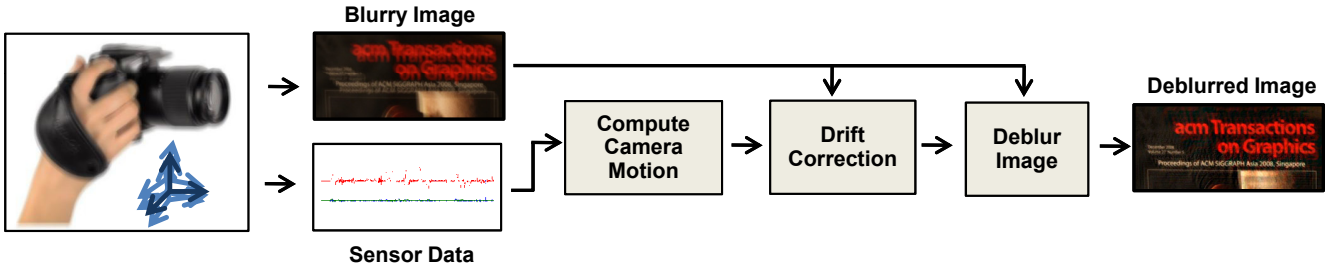 Blurry Image
acm Transactions
on Graphics
Proceedings of ACM SIGGRAPH Asia 2008, Singapore
Compute
Camera
Motion
Drift
Correction
Deblur
Image
Deblurred Image
acm Transactions
on Graphics
Proceedings of ACM SIGGRAPH Asia 2008, Singapore
Sensor Data